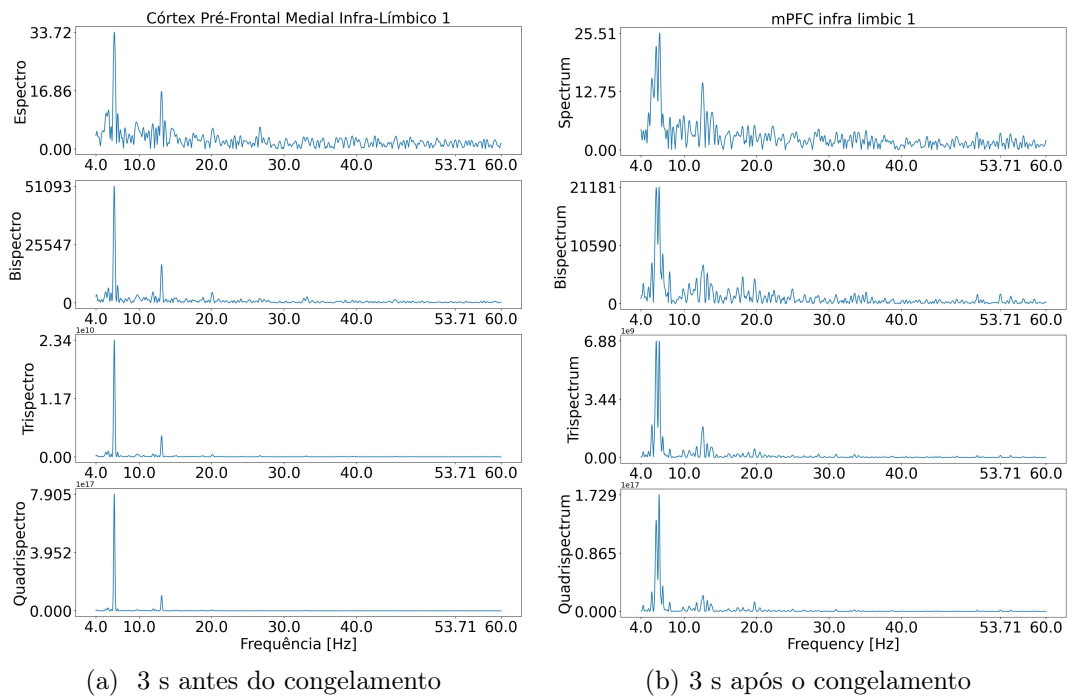 Córtex Pré-Frontal Medial Infra-Límbico 1
33.72
16.86
0.00
Espectro
4.0 10.0 20.0 30.0 40.0 53.71 60.0
51093
25547
0
Bispectro
4.0 10.0 20.0 30.0 40.0 53.71 60.0
1e10
2.34
1.17
0.00
Trispectro
4.0 10.0 20.0 30.0 40.0 53.71 60.0
1e17
7.905
3.952
0.000
Quadrispectro
4.0 10.0 20.0 30.0 40.0 53.71 60.0
Frequência [Hz]
(a) 3 s antes do congelamento
mPFC infra limbic 1
25.51
12.75
0.00
Spectrum
4.0 10.0 20.0 30.0 40.0 53.71 60.0
21181
10590
0
Bispectrum
4.0 10.0 20.0 30.0 40.0 53.71 60.0
1e9
6.88
3.44
0.00
Trispectrum
4.0 10.0 20.0 30.0 40.0 53.71 60.0
1e17
1.729
0.865
0.000
Quadrispectrum
4.0 10.0 20.0 30.0 40.0 53.71 60.0
Frequency [Hz]
(b) 3 s após o congelamento